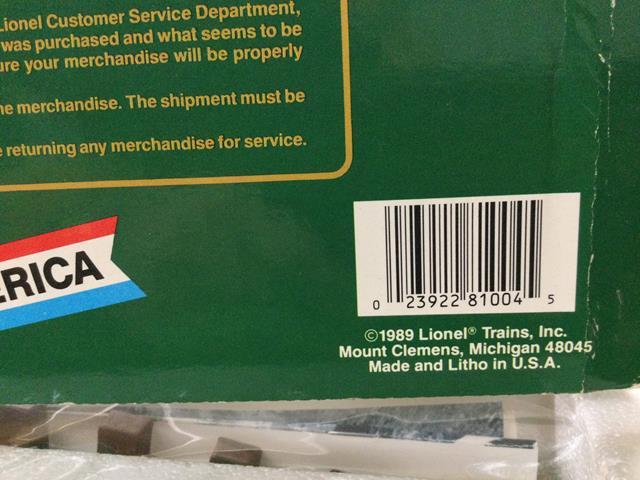 Lionel Customer Service Department,
was purchased and what seems to be
ure your merchandise will be properly
he merchandise. The shipment must be
returning any merchandise for service.
ERICA
0 23922 81004 5
©1989 Lionel® Trains, Inc.
Mount Clemens, Michigan 48045
Made and Litho in U.S.A.